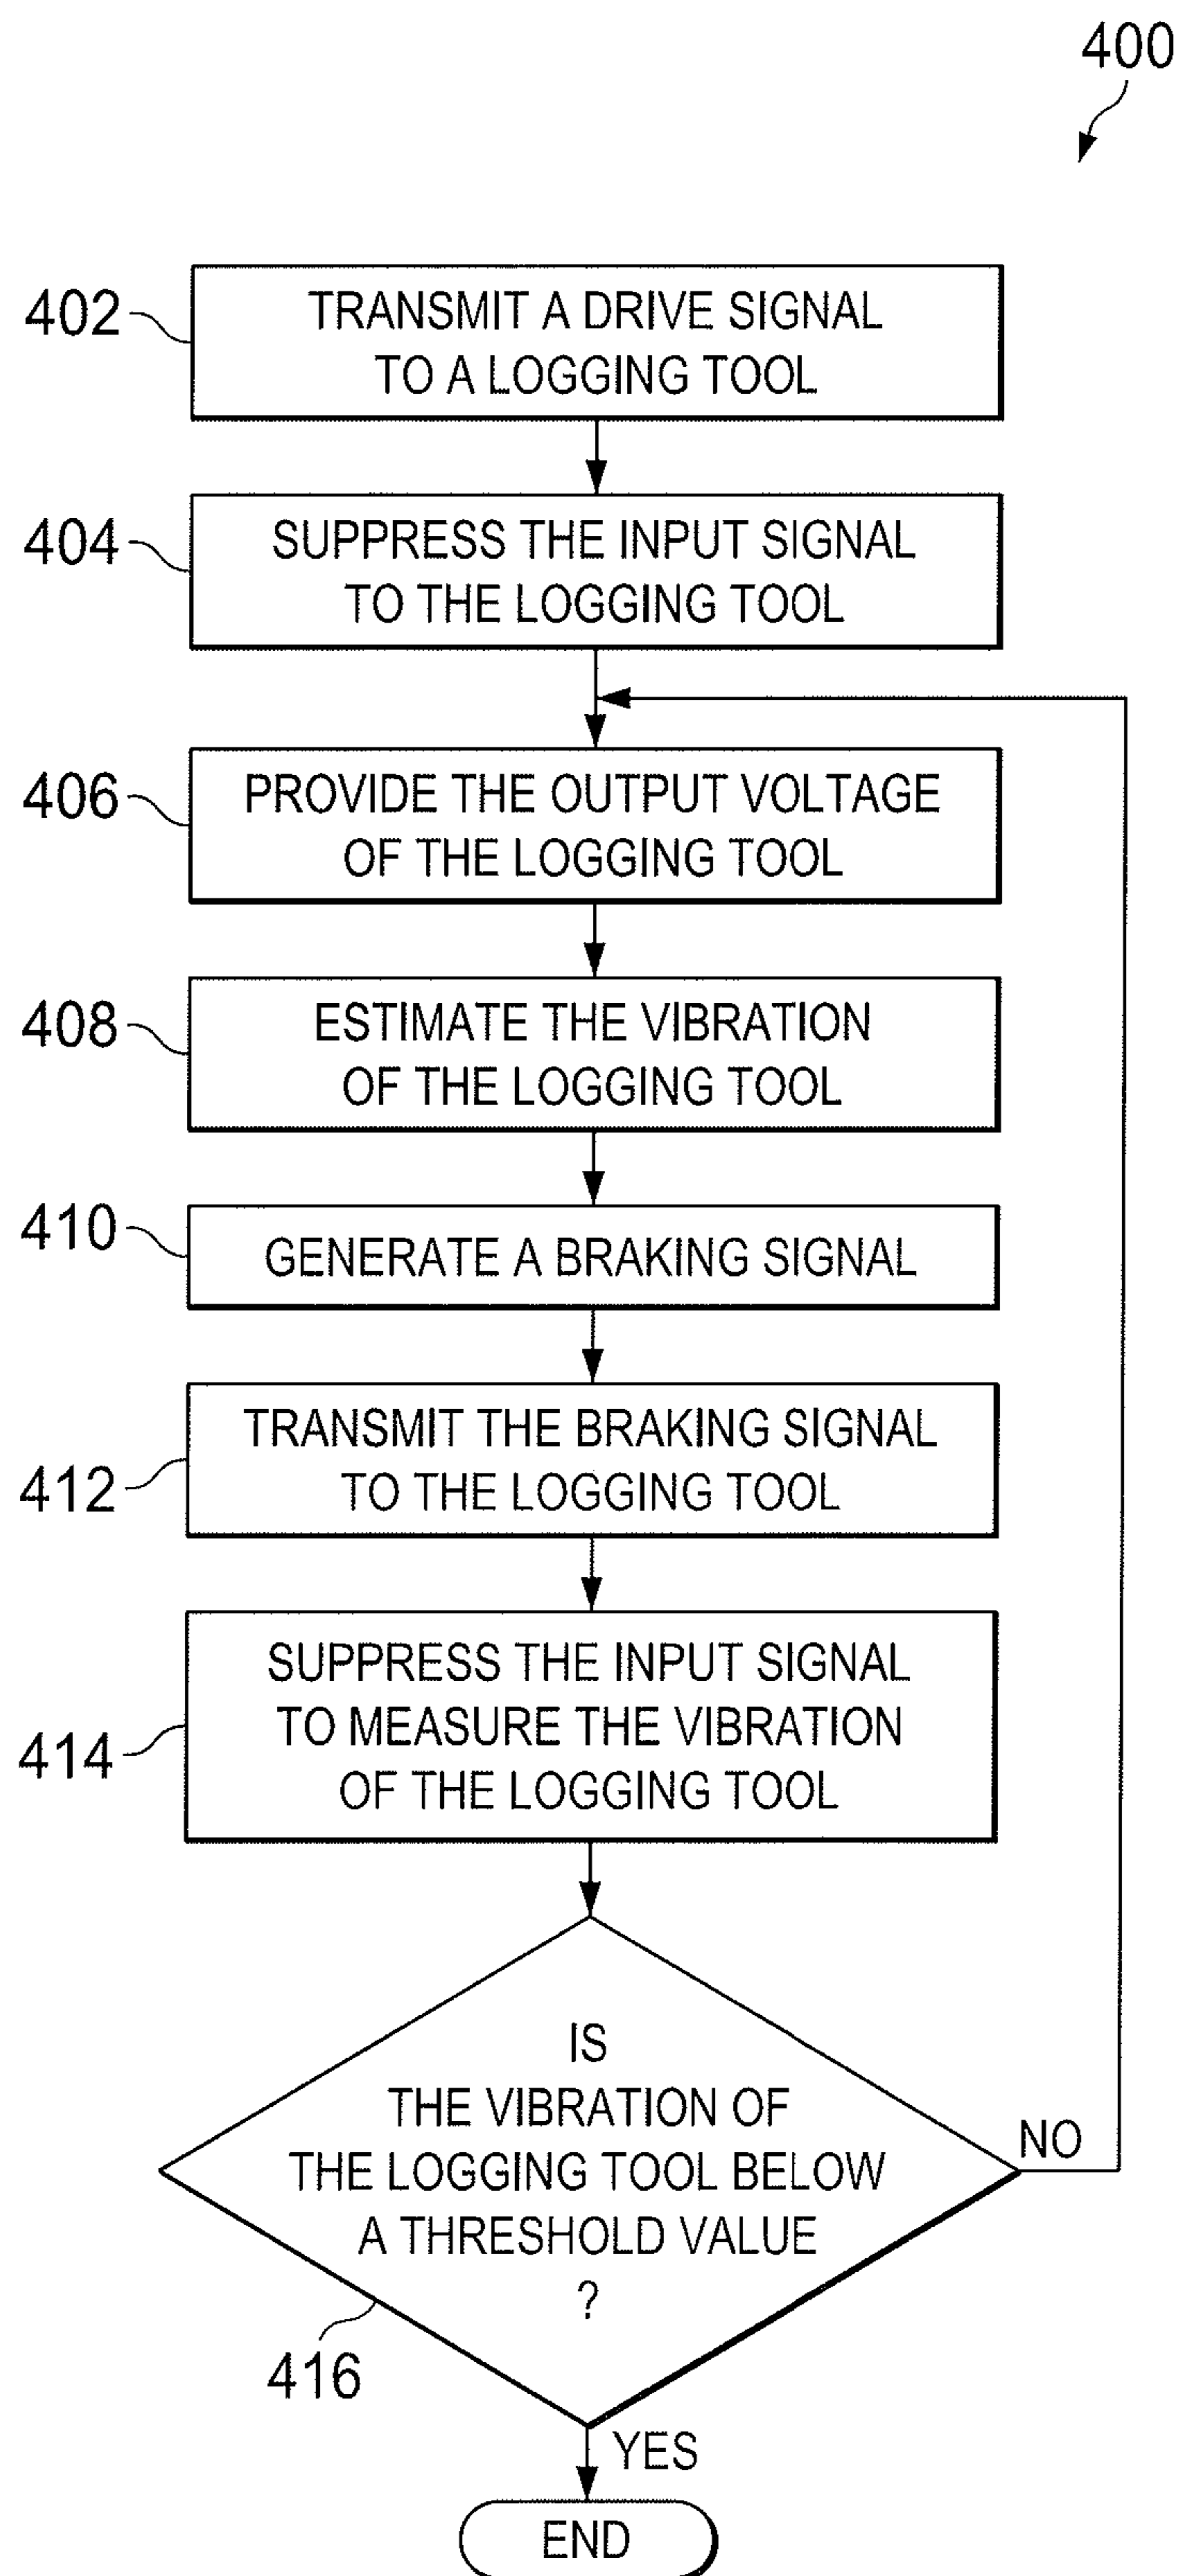 400
402
TRANSMIT A DRIVE SIGNAL
TO A LOGGING TOOL
404
SUPPRESS THE INPUT SIGNAL
TO THE LOGGING TOOL
406
PROVIDE THE OUTPUT VOLTAGE
OF THE LOGGING TOOL
408
ESTIMATE THE VIBRATION
OF THE LOGGING TOOL
410
GENERATE A BRAKING SIGNAL
412
TRANSMIT THE BRAKING SIGNAL
TO THE LOGGING TOOL
414
SUPPRESS THE INPUT SIGNAL
TO MEASURE THE VIBRATION
OF THE LOGGING TOOL
IS
THE VIBRATION OF
THE LOGGING TOOL BELOW
A THRESHOLD VALUE
?
NO
416
YES
END